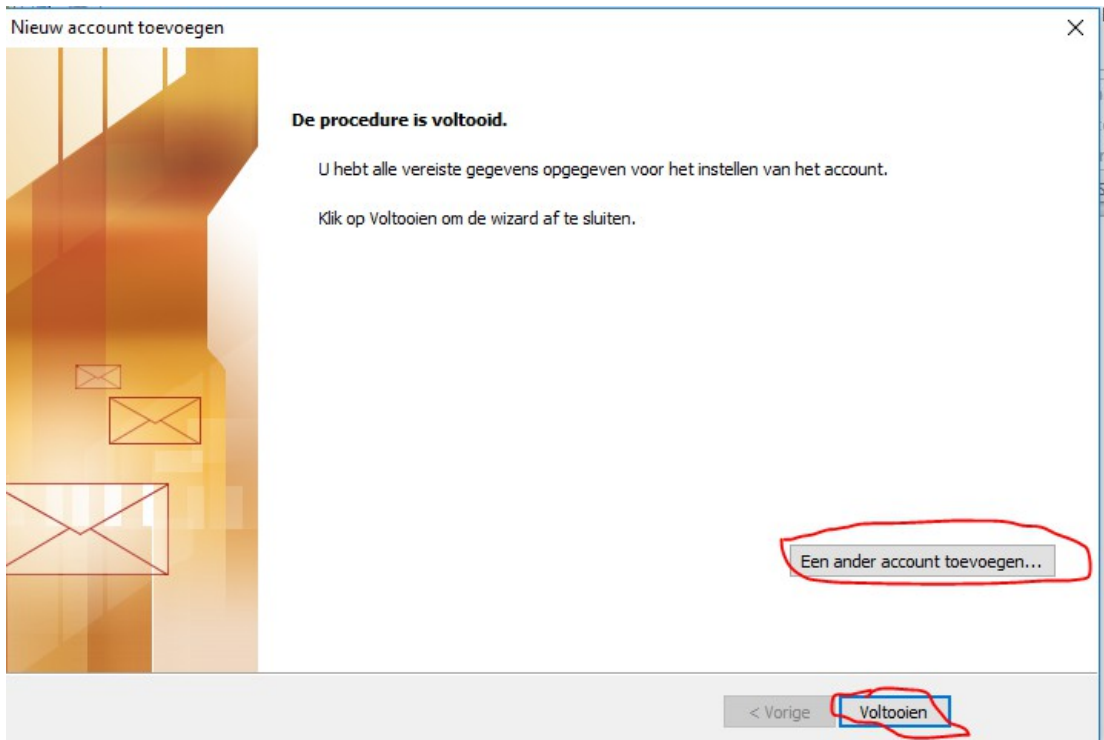 Nieuw account toevoegen
De procedure is voltooid.
U hebt alle vereiste gegevens opgegeven voor het instellen van het account.
Klik op Voltooien om de wizard af te sluiten.
Een ander account toevoegen...
< Vorige
Voltooien